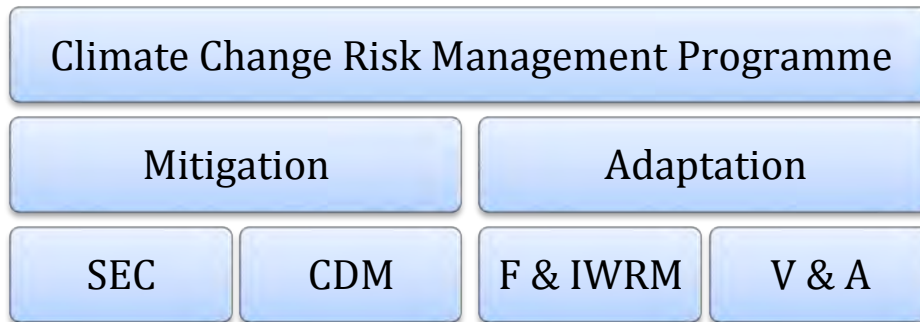 Climate Change Risk Management Programme
Mitigation Adaptation
SEC CDM F & IWRM V & A